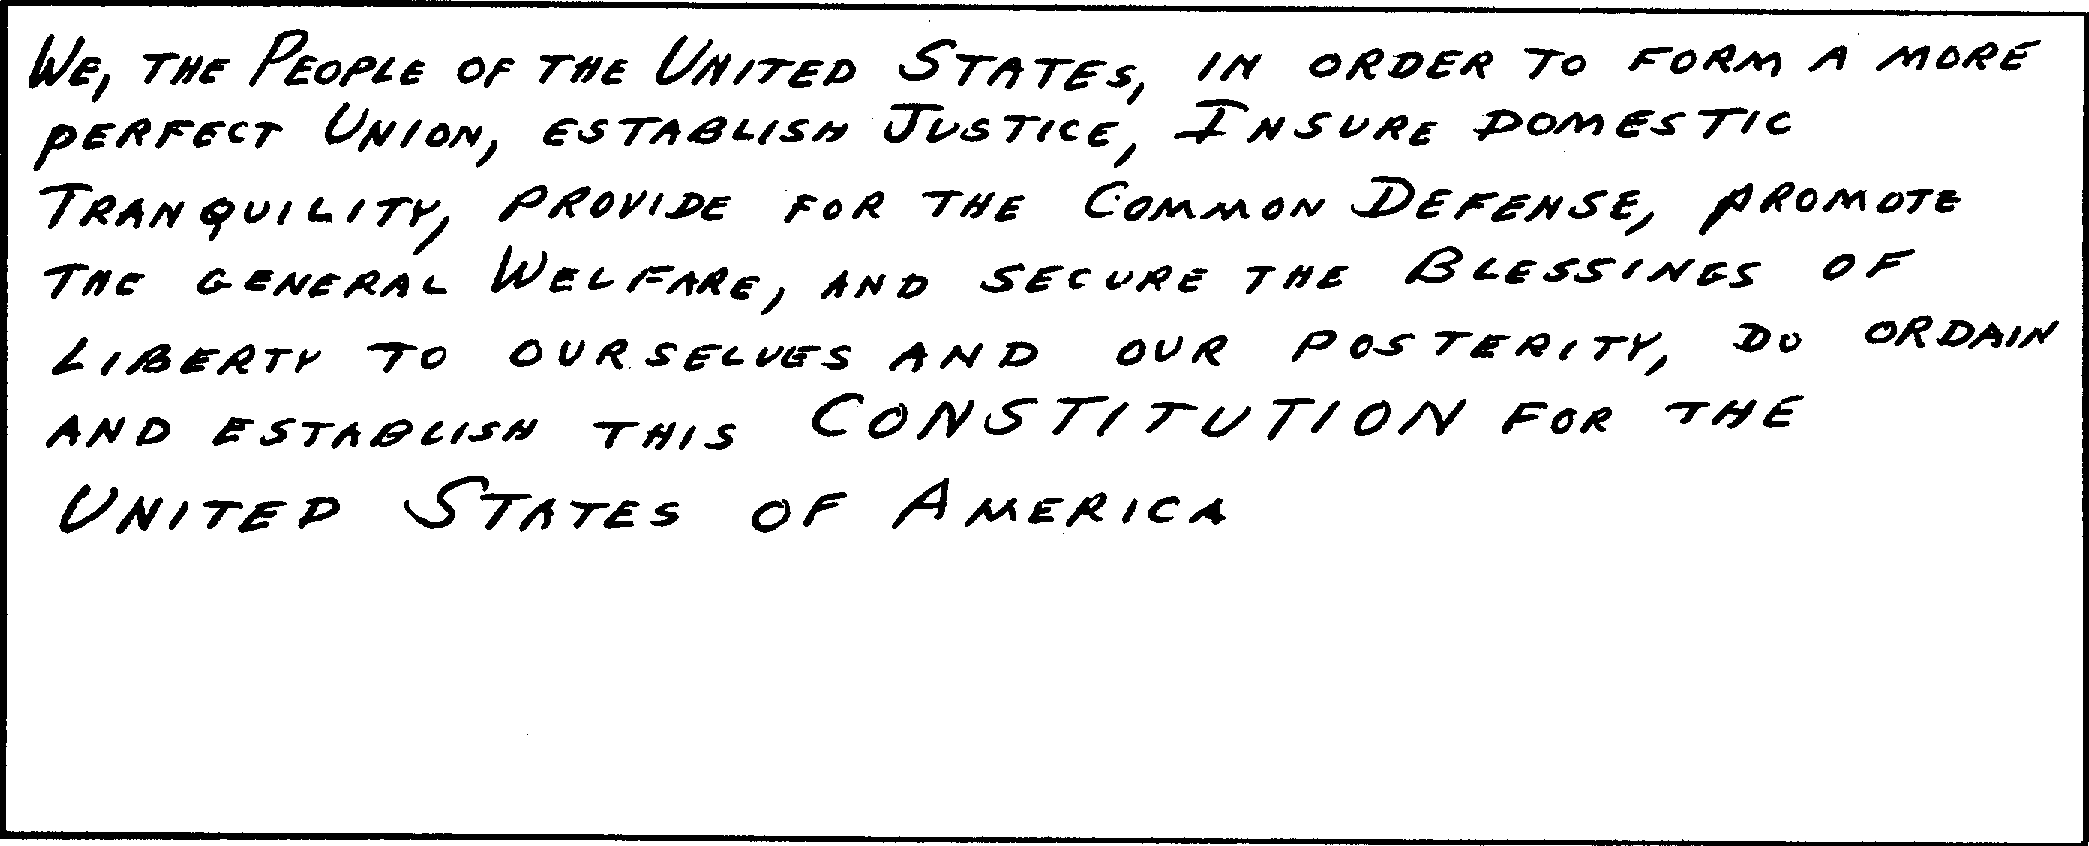 WE, THE PEOPLE OF THE UNITED STATES, IN ORDER TO FORM A MORE
PERFECT UNION, ESTABLISH JUSTICE, INSURE DOMESTIC
TRANQUILITY, PROVIDE FOR THE COMMON DEFENSE, PROMOTE
THE GENERAL WELFARE, AND SECURE THE BLESSINGS OF
LIBERTY TO OURSELVES AND OUR POSTERITY, DO ORDAIN
AND ESTABLISH THIS CONSTITUTION FOR THE
UNITED STATES OF AMERICA